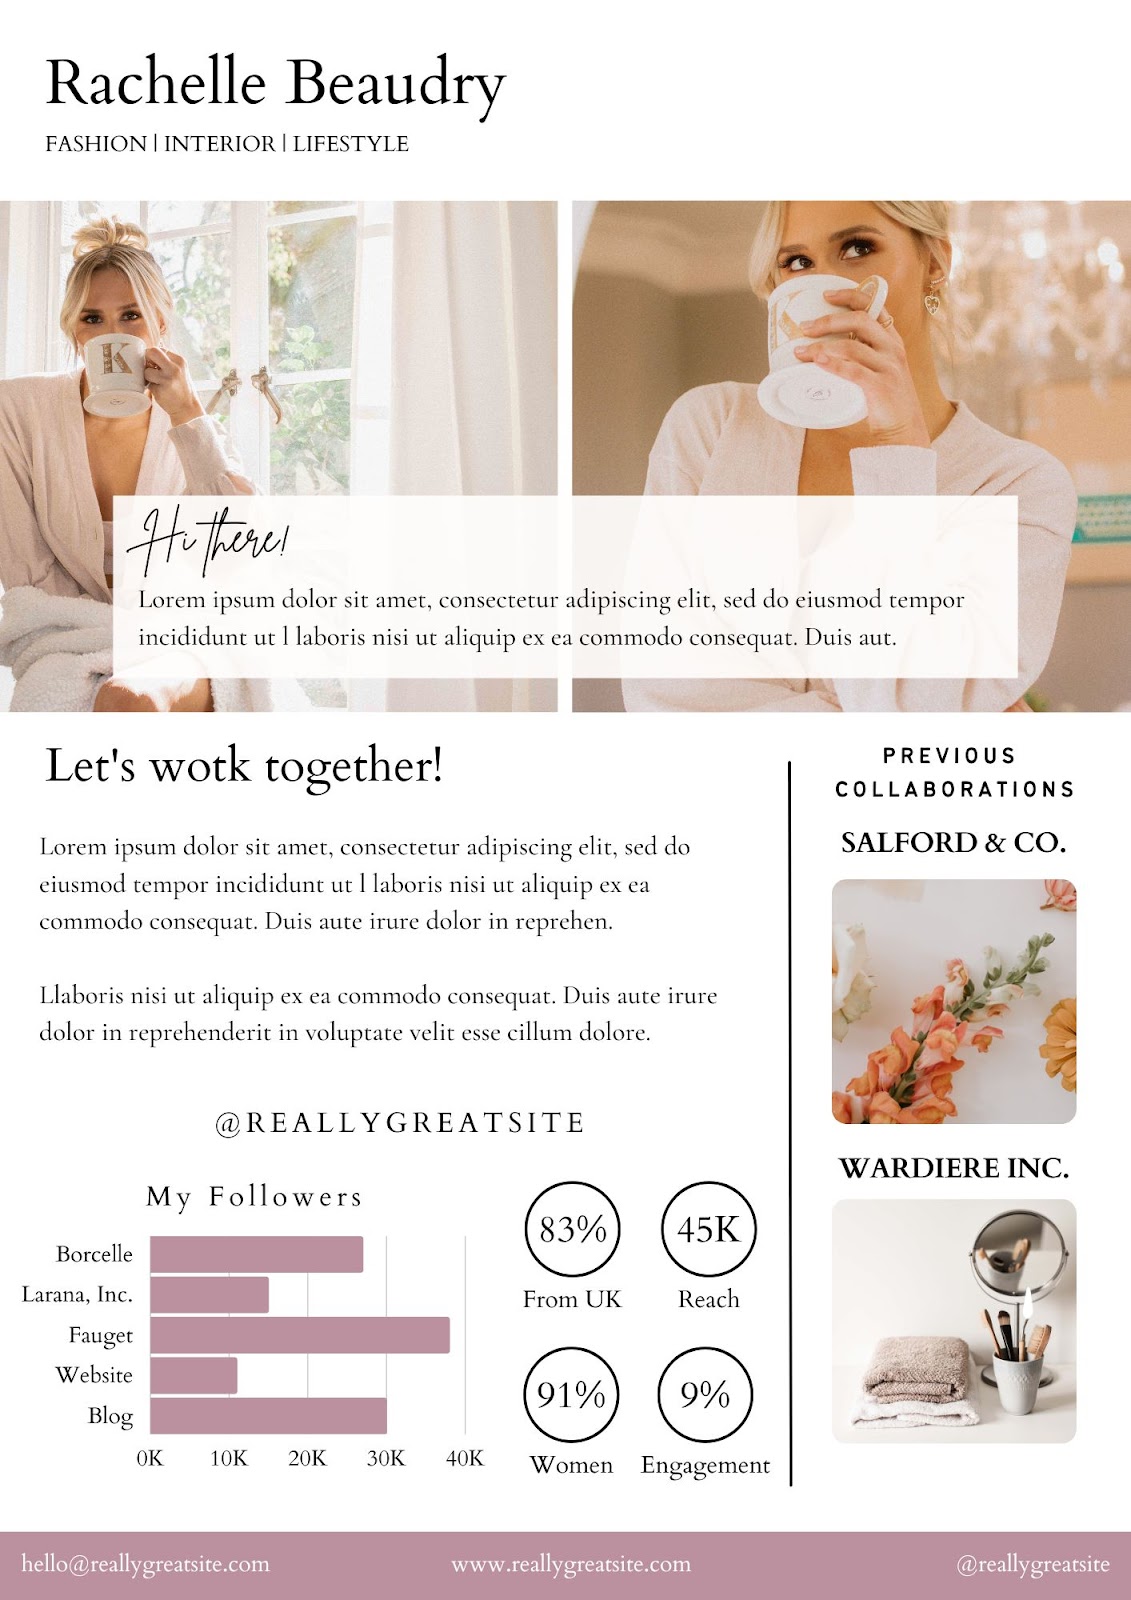 Rachelle Beaudry
FASHION | INTERIOR | LIFESTYLE
K
Hi there!
Lorem ipsum dolor sit amet, consectetur adipiscing elit, sed do eiusmod tempor
incididunt ut l laboris nisi ut aliquip ex ea commodo consequat. Duis aut.
Let's wotk together!
Lorem ipsum dolor sit amet, consectetur adipiscing elit, sed do
eiusmod tempor incididunt ut l laboris nisi ut aliquip ex ea
commodo consequat. Duis aute irure dolor in reprehen.
Llaboris nisi ut aliquip ex ea commodo consequat. Duis aute irure
dolor in reprehenderit in voluptate velit esse cillum dolore.
@REALLYGREATSITE
My Followers
Borcelle
Larana, Inc.
Fauget
Website
Blog
0K 10K 20K 30K 40K
83%
From UK
45K
Reach
91%
Women
9%
Engagement
PREVIOUS
COLLABORATIONS
SALFORD & CO.
WARDIERE INC.
hello@reallygreatsite.com www.reallygreatsite.com @reallygreatsite